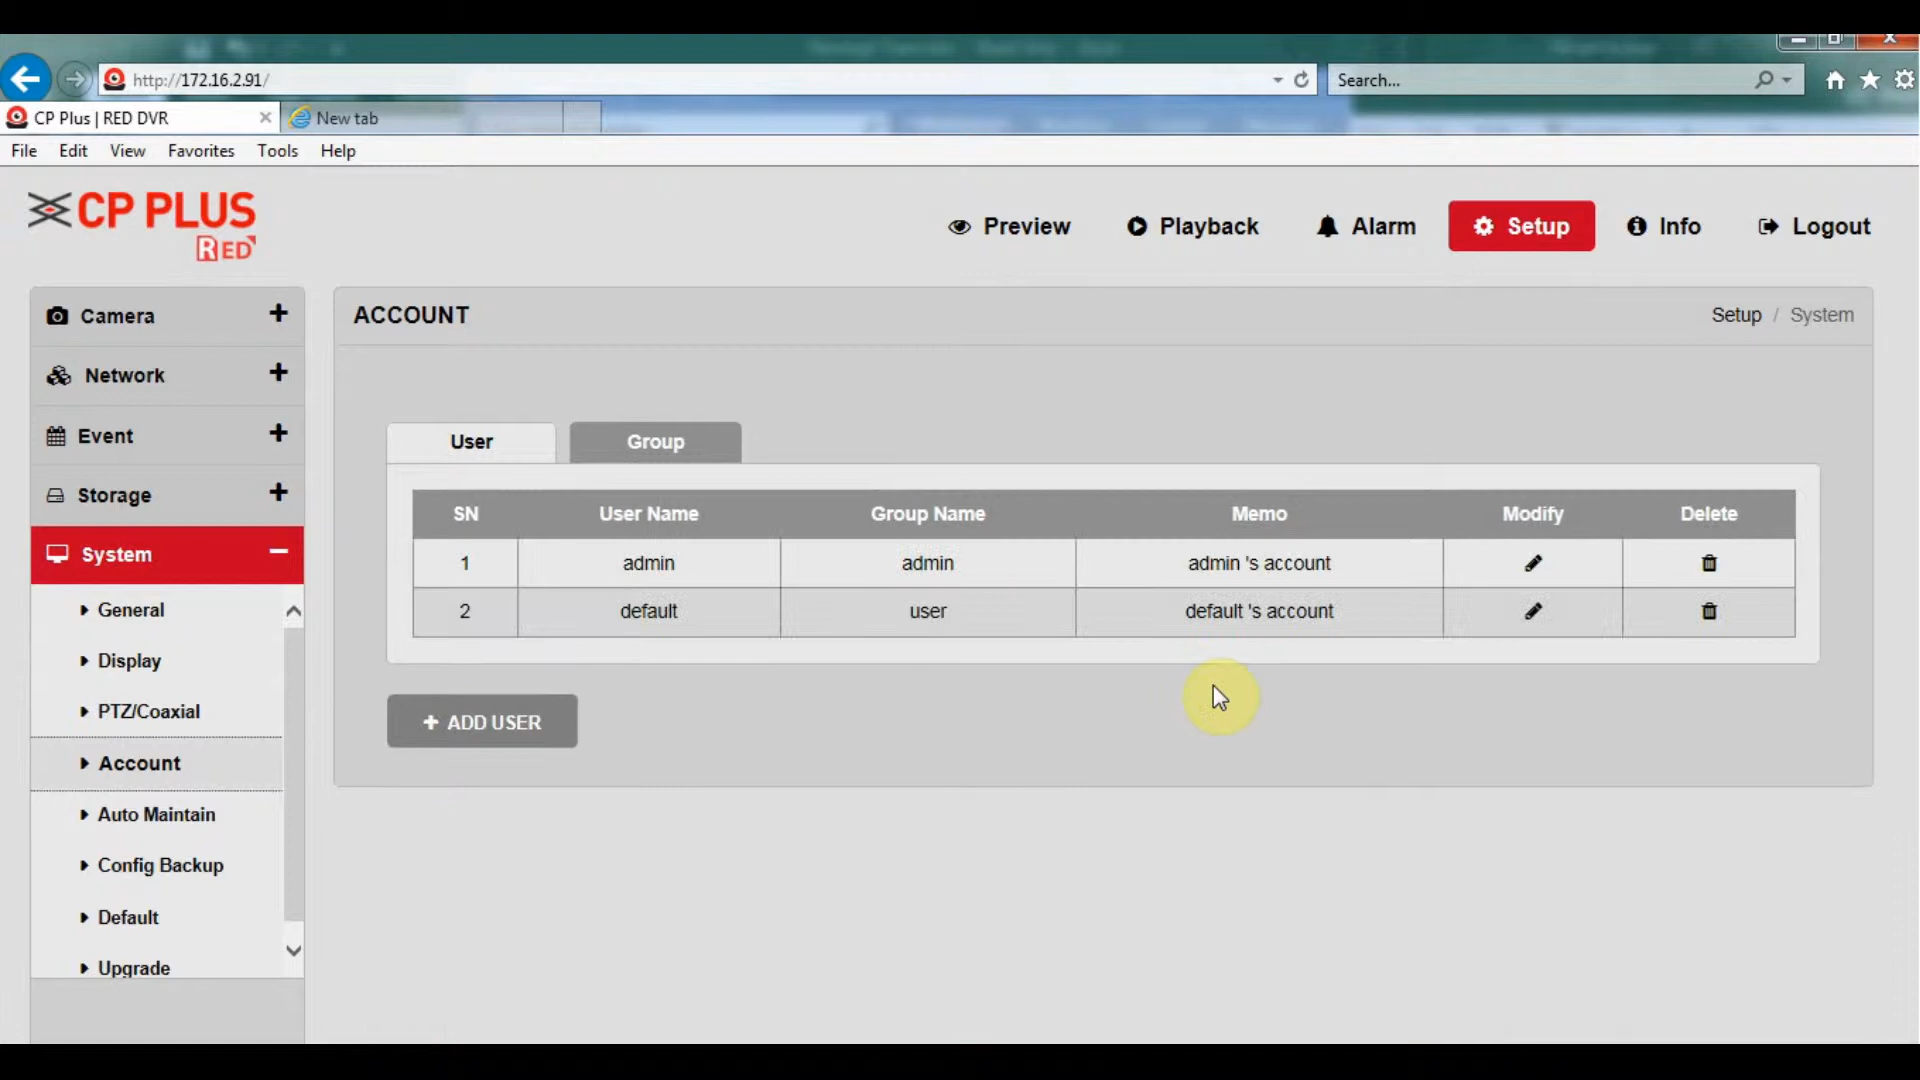 http://172.16.2.91/
Search...
CP Plus | RED DVR
New tab
File Edit View Favorites Tools Help
CP PLUS
RED
Preview Playback Alarm Setup Info Logout
Camera
Network
Event
Storage
System
General
Display
PTZ/Coaxial
Account
Auto Maintain
Config Backup
Default
Upgrade
ACCOUNT
Setup / System
User Group
SN User Name Group Name Memo Modify Delete
1 admin admin admin 's account
2 default user default 's account
+ ADD USER